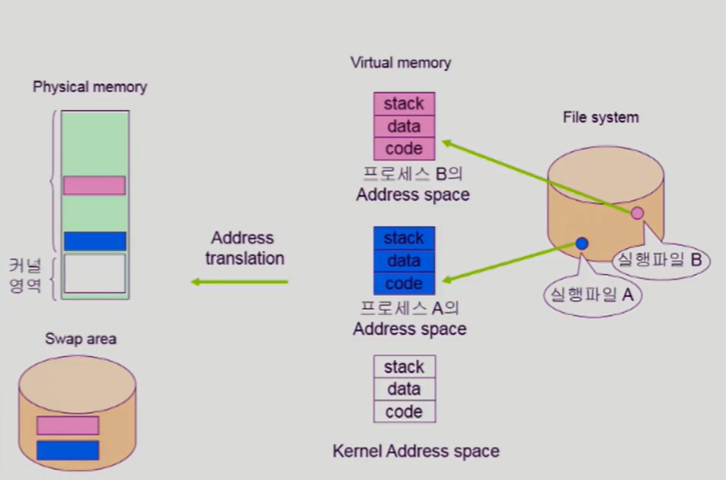 Physical memory
커널
영역
Swap area
Address
translation
Virtual memory
stack
data
code
프로세스 B의
Address space
stack
data
code
프로세스 A의
Address space
stack
data
code
Kernel Address space
File system
실행파일 B
실행파일 A